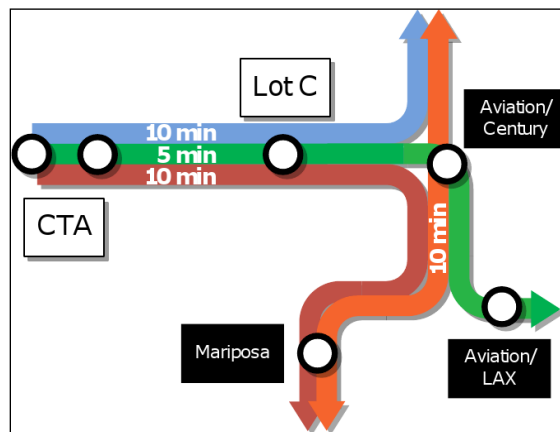 Lot C
Aviation/
Century
10 min
5 min
10 min
CTA
10 min
Mariposa
Aviation/
LAX